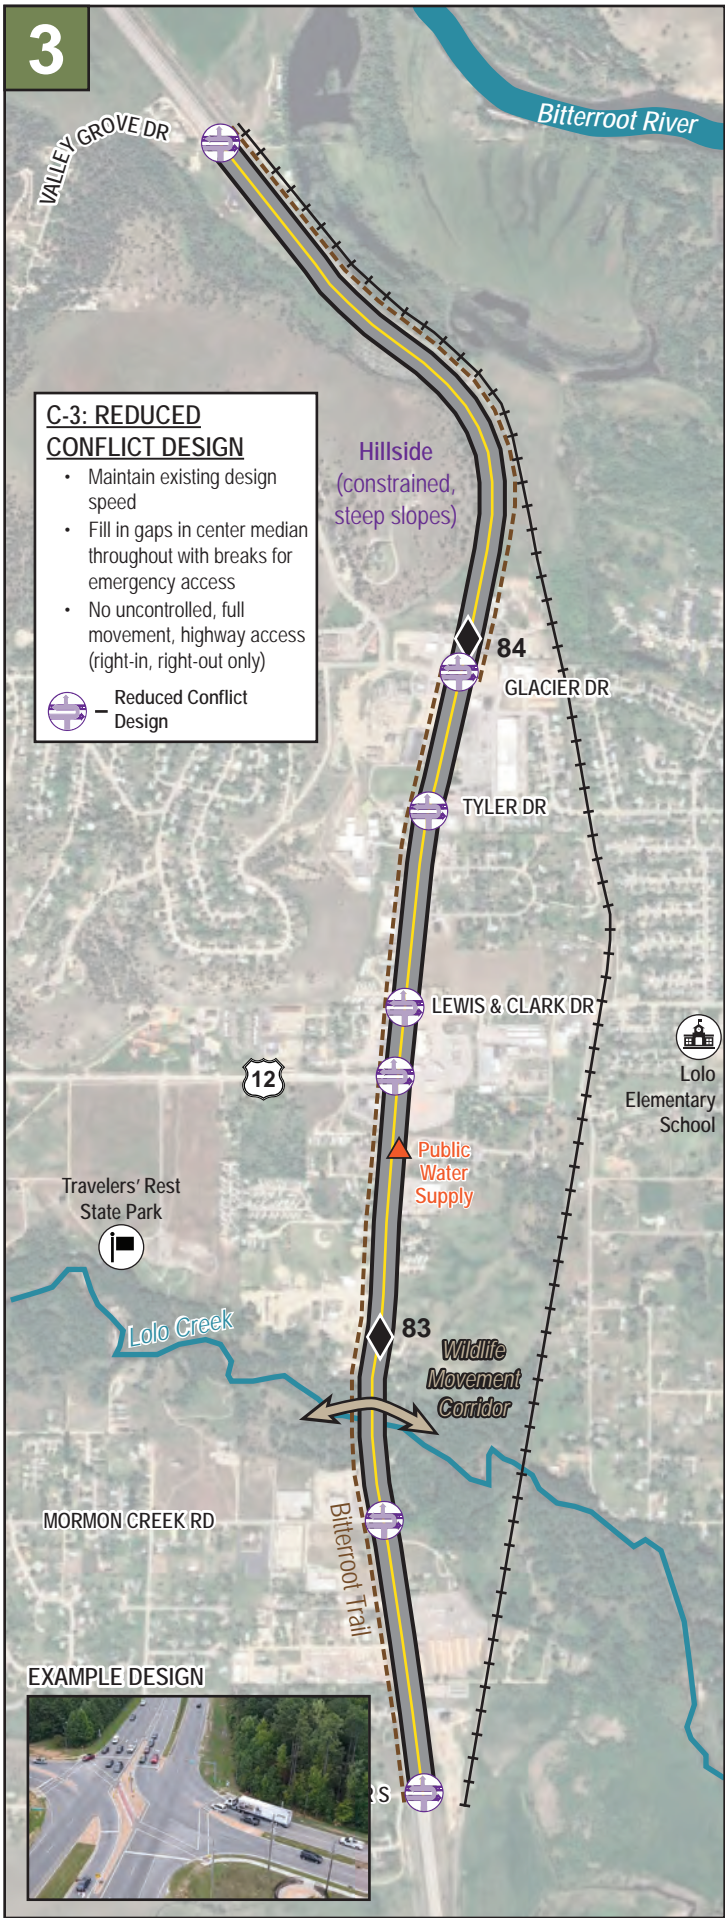 3
Bitterroot River
VALLEY GROVE DR
C-3: REDUCED
CONFLICT DESIGN
• Maintain existing design
speed
• Fill in gaps in center median
throughout with breaks for
emergency access
• No uncontrolled, full
movement, highway access
(right-in, right-out only)
– Reduced Conflict
Design
Hillside
(constrained,
steep slopes)
84
GLACIER DR
TYLER DR
LEWIS & CLARK DR
12
Lolo
Elementary
School
Public
Water
Supply
Travelers' Rest
State Park
Lolo Creek
83
Wildlife
Movement
Corridor
MORMON CREEK RD
Bitterroot Trail
EXAMPLE DESIGN
S